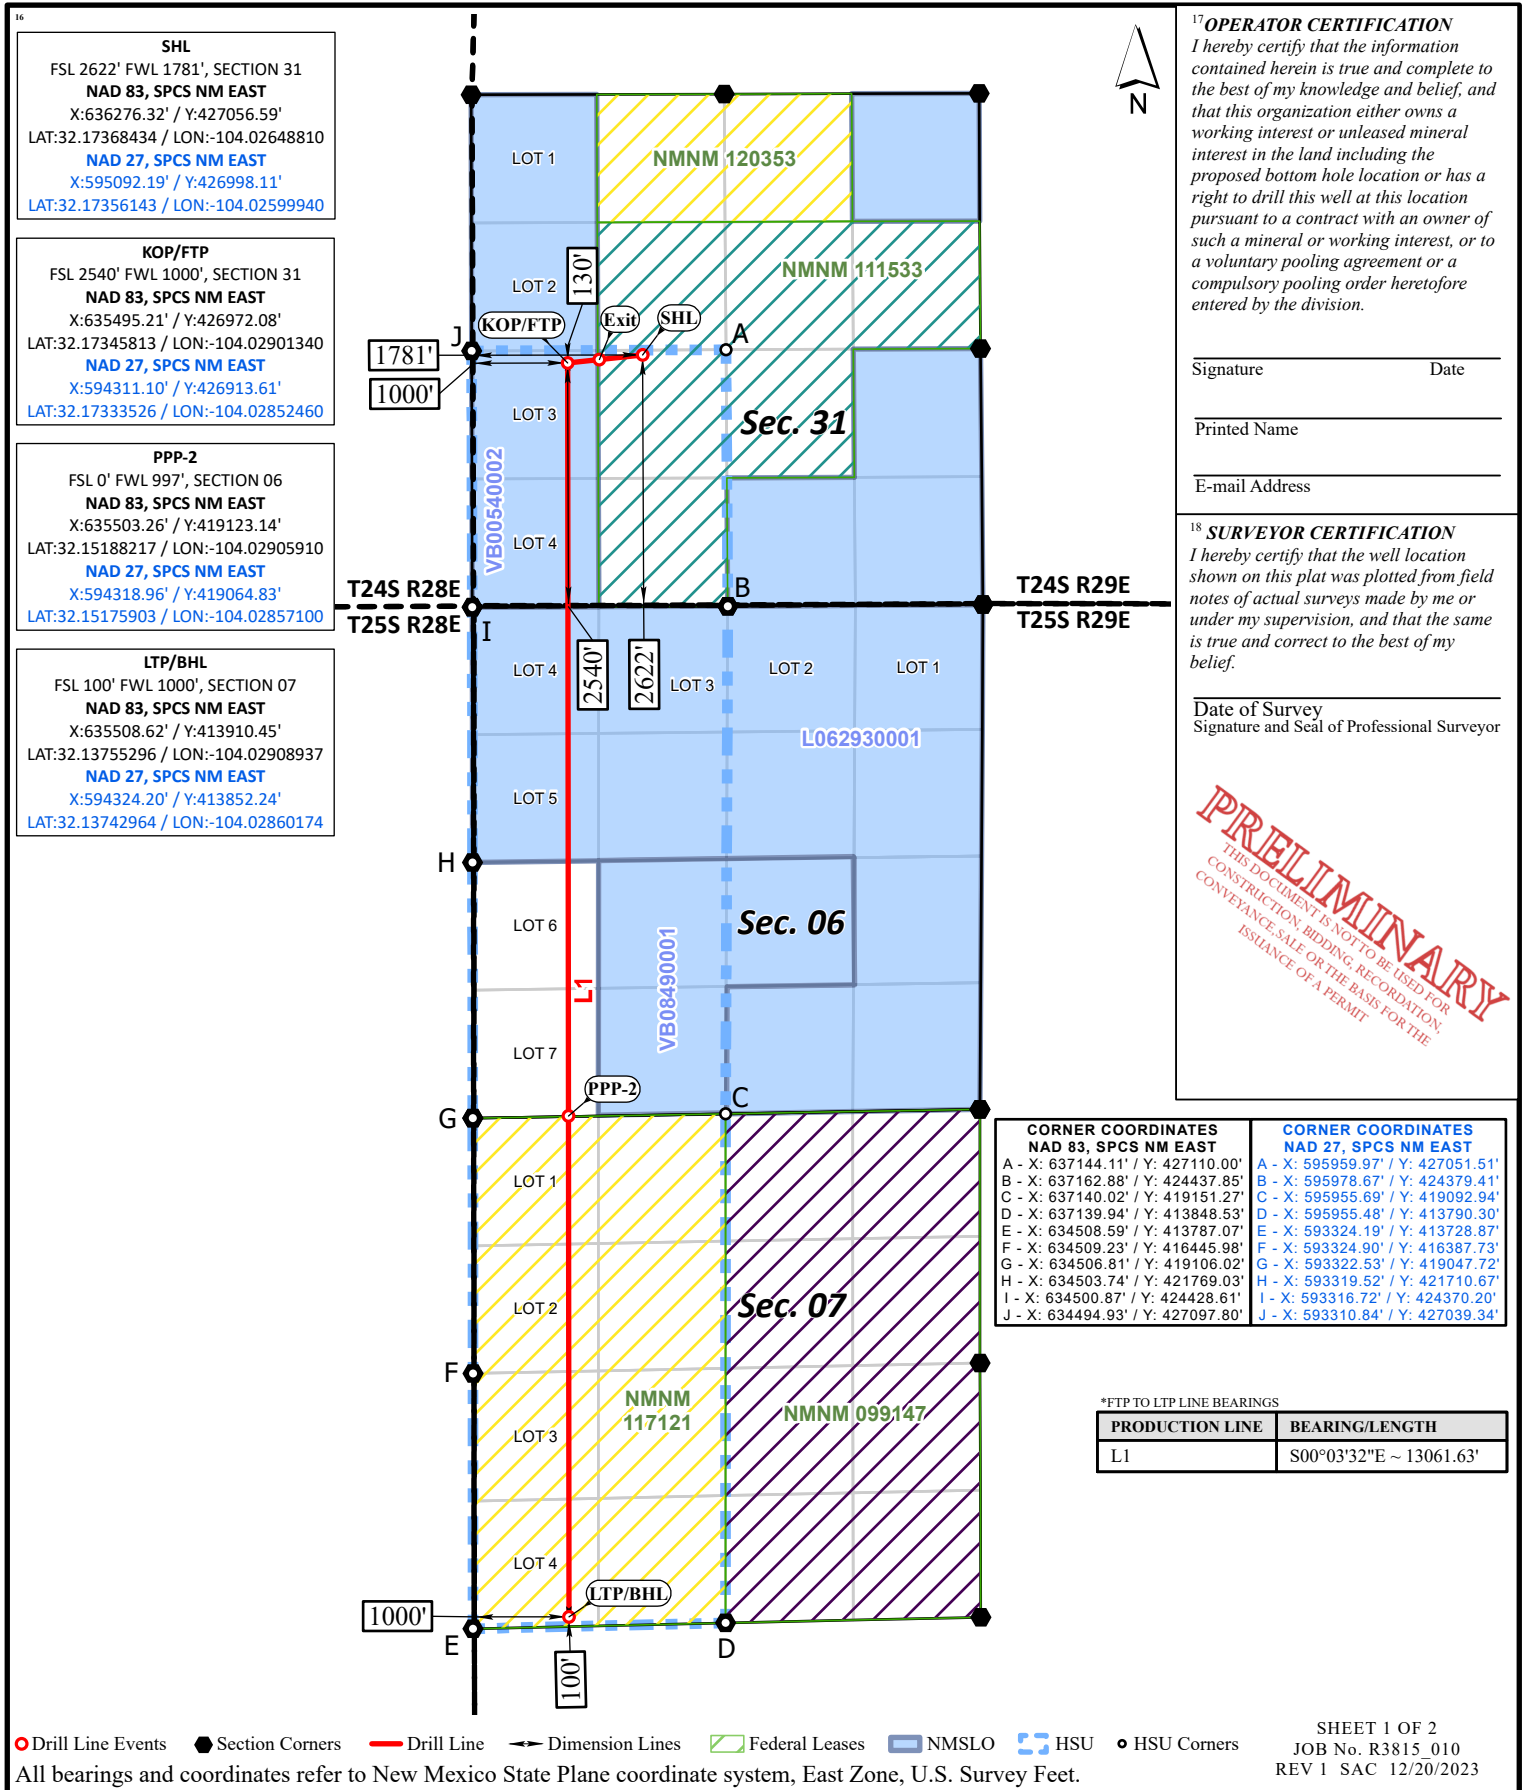 16
SHL
FSL 2622' FWL 1781', SECTION 31
NAD 83, SPCS NM EAST
X:636276.32' / Y:427056.59'
LAT:32.17368434 / LON:-104.02648810
NAD 27, SPCS NM EAST
X:595092.19' / Y:426998.11'
LAT:32.17356143 / LON:-104.02599940
KOP/FTP
FSL 2540' FWL 1000', SECTION 31
NAD 83, SPCS NM EAST
X:635495.21' / Y:426972.08'
LAT:32.17345813 / LON:-104.02901340
NAD 27, SPCS NM EAST
X:594311.10' / Y:426913.61'
LAT:32.17333526 / LON:-104.02852460
PPP-2
FSL 0' FWL 997', SECTION 06
NAD 83, SPCS NM EAST
X:635503.26' / Y:419123.14'
LAT:32.15188217 / LON:-104.02905910
NAD 27, SPCS NM EAST
X:594318.96' / Y:419064.83'
LAT:32.15175903 / LON:-104.02857100
LTP/BHL
FSL 100' FWL 1000', SECTION 07
NAD 83, SPCS NM EAST
X:635508.62' / Y:413910.45'
LAT:32.13755296 / LON:-104.02908937
NAD 27, SPCS NM EAST
X:594324.20' / Y:413852.24'
LAT:32.13742964 / LON:-104.02860174
N
LOT 1
NMNM 120353
LOT 2
130'
NMNM 111533
KOP/FTP
Exit
SHL
J
A
1781'
1000'
LOT 3
Sec. 31
VB00540002
LOT 4
T24S R28E
T25S R28E
I
B
T24S R29E
T25S R29E
LOT 4
2540'
2622'
LOT 3
LOT 2
LOT 1
L062930001
LOT 5
H
LOT 6
Sec. 06
VB08490001
L1
LOT 7
PPP-2
G
C
LOT 1
LOT 2
Sec. 07
F
NMNM
117121
NMNM 099147
LOT 3
LOT 4
LTP/BHL
1000'
E
D
100'
17 OPERATOR CERTIFICATION
I hereby certify that the information
contained herein is true and complete to
the best of my knowledge and belief, and
that this organization either owns a
working interest or unleased mineral
interest in the land including the
proposed bottom hole location or has a
right to drill this well at this location
pursuant to a contract with an owner of
such a mineral or working interest, or to
a voluntary pooling agreement or a
compulsory pooling order heretofore
entered by the division.
Signature Date
Printed Name
E-mail Address
18 SURVEYOR CERTIFICATION
I hereby certify that the well location
shown on this plat was plotted from field
notes of actual surveys made by me or
under my supervision, and that the same
is true and correct to the best of my
belief.
Date of Survey
Signature and Seal of Professional Surveyor
PRELIMINARY
THIS DOCUMENT IS NOT TO BE USED FOR
CONSTRUCTION, BIDDING, RECORDATION,
CONVEYANCE, SALE OR THE BASIS FOR THE
ISSUANCE OF A PERMIT
CORNER COORDINATES
NAD 83, SPCS NM EAST
A - X: 637144.11' / Y: 427110.00'
B - X: 637162.88' / Y: 424437.85'
C - X: 637140.02' / Y: 419151.27'
D - X: 637139.94' / Y: 413848.53'
E - X: 634508.59' / Y: 413787.07'
F - X: 634509.23' / Y: 416445.98'
G - X: 634506.81' / Y: 419106.02'
H - X: 634503.74' / Y: 421769.03'
I - X: 634500.87' / Y: 424428.61'
J - X: 634494.93' / Y: 427097.80'
CORNER COORDINATES
NAD 27, SPCS NM EAST
A - X: 595959.97' / Y: 427051.51'
B - X: 595978.67' / Y: 424379.41'
C - X: 595955.69' / Y: 419092.94'
D - X: 595955.48' / Y: 413790.30'
E - X: 593324.19' / Y: 413728.87'
F - X: 593324.90' / Y: 416387.73'
G - X: 593322.53' / Y: 419047.72'
H - X: 593319.52' / Y: 421710.67'
I - X: 593316.72' / Y: 424370.20'
J - X: 593310.84' / Y: 427039.34'
*FTP TO LTP LINE BEARINGS
PRODUCTION LINE BEARING/LENGTH
L1 S00°03'32"E ~ 13061.63'
Drill Line Events Section Corners Drill Line Dimension Lines Federal Leases NMSLO HSU HSU Corners
All bearings and coordinates refer to New Mexico State Plane coordinate system, East Zone, U.S. Survey Feet.
SHEET 1 OF 2
JOB No. R3815_010
REV 1 SAC 12/20/2023